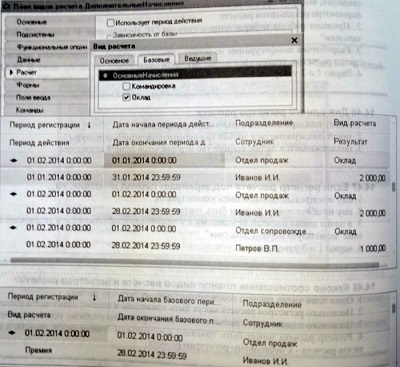 План видов расчета ДополнительныеНачисления
Основные
Использует период действия
Подсистемы
Зависимость от базы
Функциональные опции
Вид расчета
Данные
Основное Базовые Ведущие
Расчет
ОсновныеНачисления
Формы
Командировка
Поле ввода
Оклад
Команды
Период регистрации ↓ Дата начала периода дейст... Подразделение Вид расчета
Период действия Дата окончания периода д... Сотрудник Результат
01.02.2014 0:00:00 01.01.2014 0:00:00 Отдел продаж Оклад
01.01.2014 0:00:00 31.01.2014 23:59:59 Иванов И.И. 2 000,00
01.02.2014 0:00:00 01.02.2014 0:00:00 Отдел продаж Оклад
01.02.2014 0:00:00 28.02.2014 23:59:59 Иванов И.И. 2 000,00
01.02.2014 0:00:00 01.02.2014 0:00:00 Отдел сопровожде... Оклад
01.02.2014 0:00:00 28.02.2014 23:59:59 Петров В.П. 1 000,00
Период регистрации ↓ Дата начала базового пери... Подразделение
Вид расчета Дата окончания базового п... Сотрудник
01.02.2014 0:00:00 01.02.2014 0:00:00 Отдел продаж
Премия 28.02.2014 23:59:59 Иванов И.И.